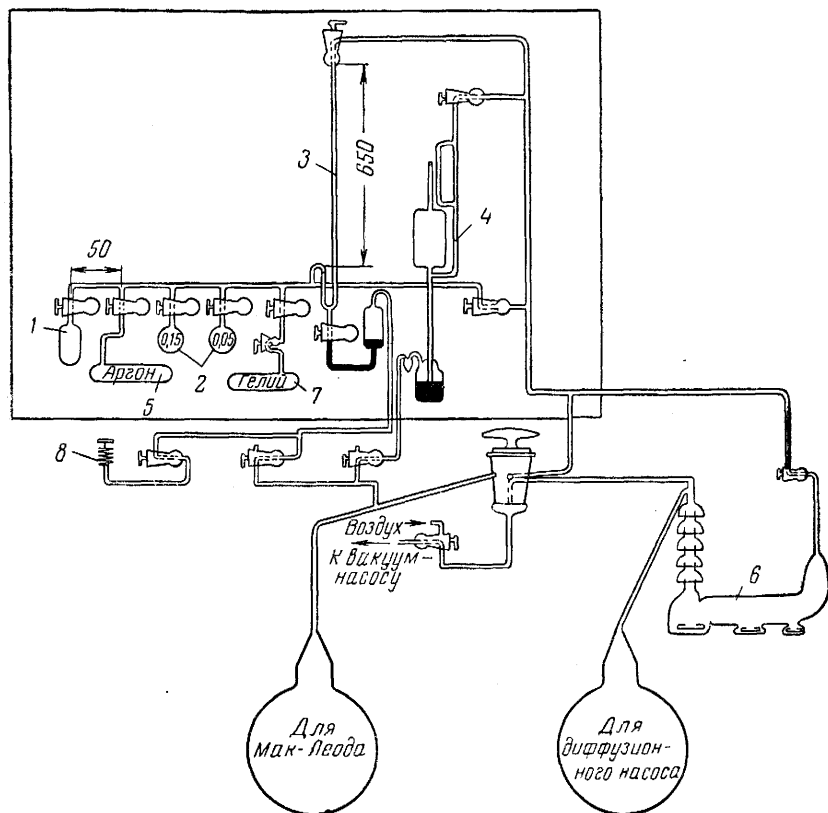 3
650
4
50
1
0,15
0,05
2
Аргон
5
Гелий
7
8
Воздух
К вакуум-
насосу
6
Для
Мак-Леода
Для
диффузион-
ного насоса